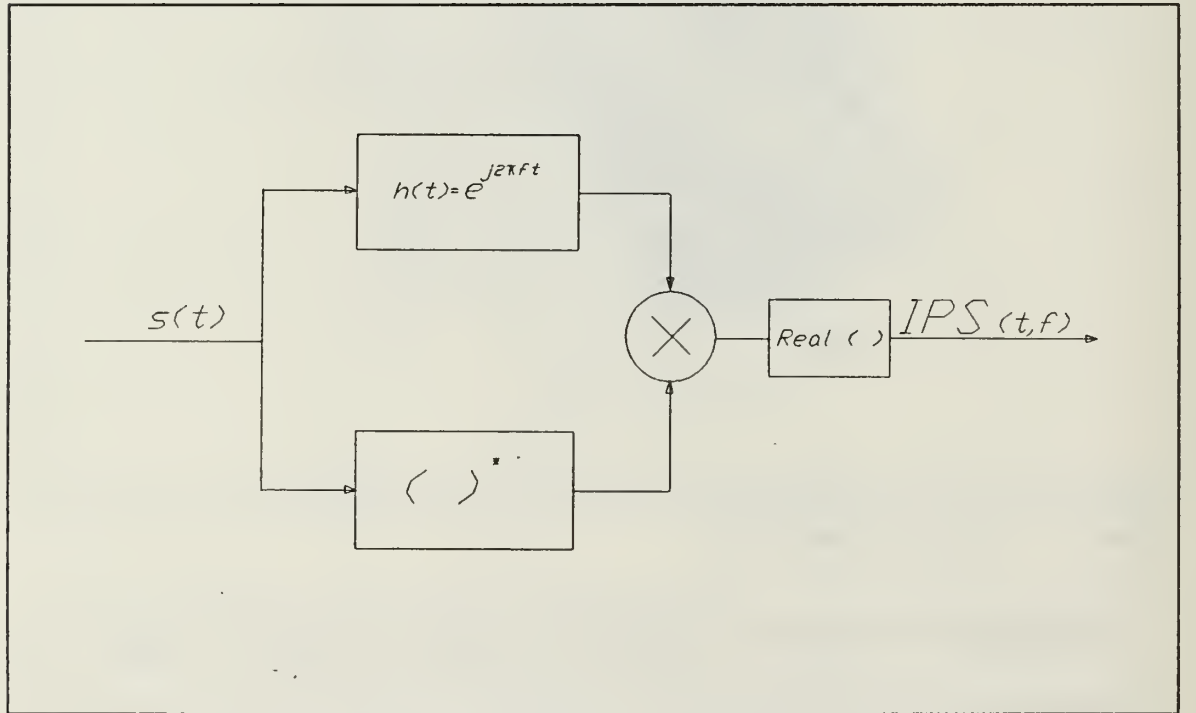 h(t)=e^{j2πft}
s(t)
Real ( )
IPS (t,f)
( )*